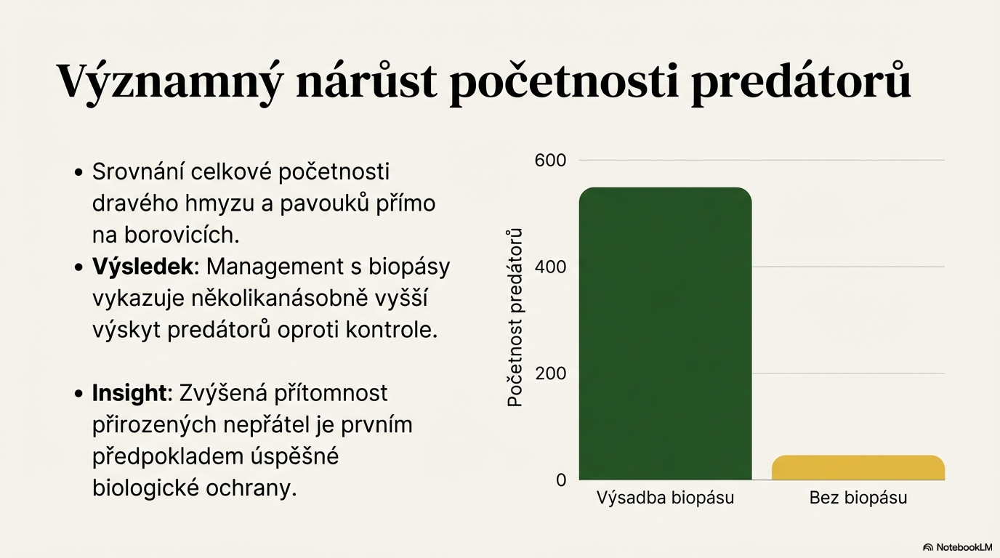 Významný nárůst početnosti predátorů
• Srovnání celkové početnosti
dravého hmyzu a pavouků přímo
na borovicích.
• Výsledek: Management s biopásy
vykazuje několikanásobně vyšší
výskyt predátorů oproti kontrole.
• Insight: Zvýšená přítomnost
přirozených nepřátel je prvním
předpokladem úspěšné
biologické ochrany.
Početnost predátorů
600
400
200
0
Výsadba biopásu
Bez biopásu
NotebookLM